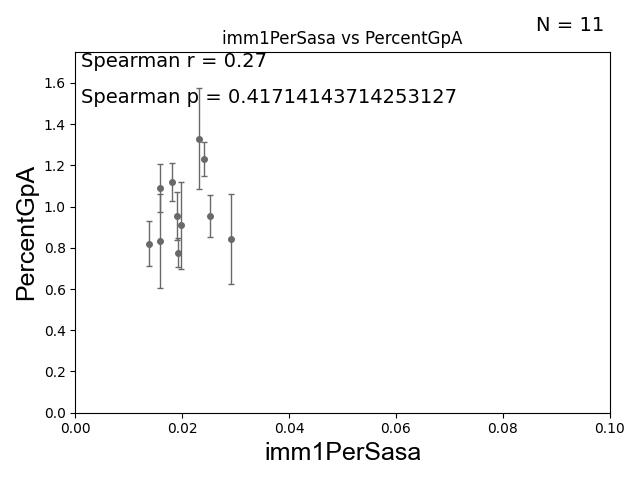 N = 11
imm1PerSasa vs PercentGpA
Spearman r = 0.27
Spearman p = 0.41714143714253127
1.6
1.4
1.2
1.0
0.8
0.6
0.4
0.2
0.0
PercentGpA
0.00 0.02 0.04 0.06 0.08 0.10
imm1PerSasa